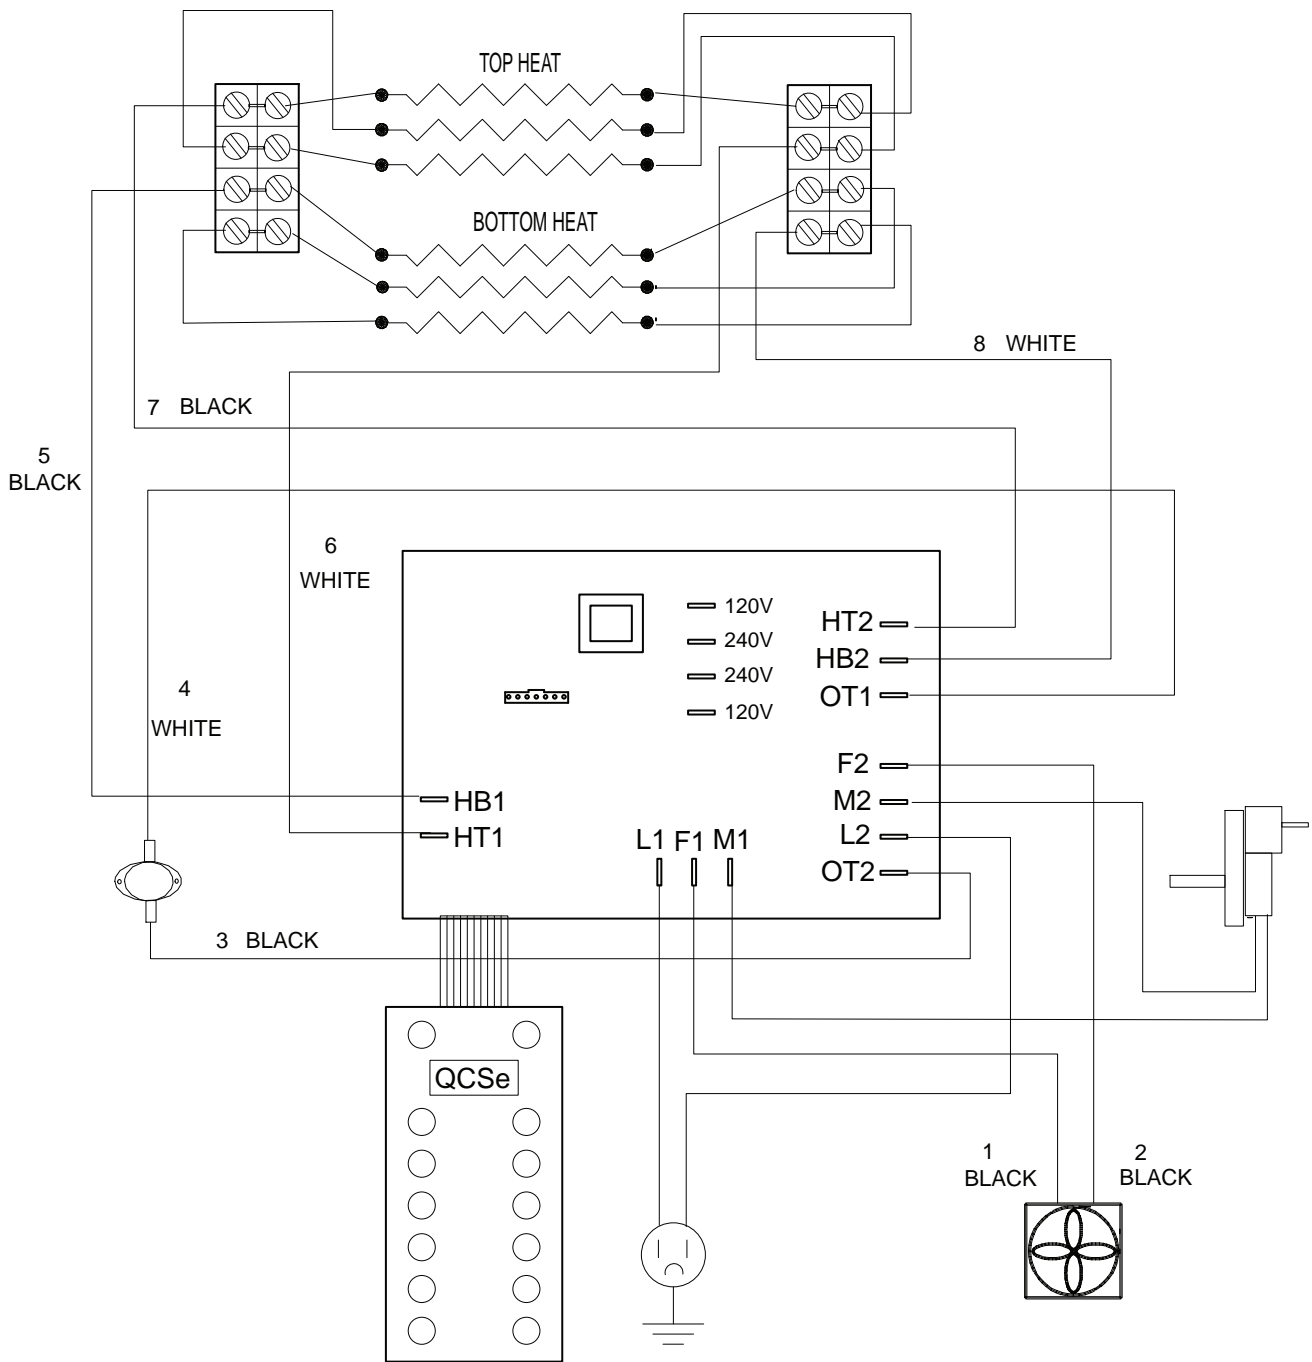 TOP HEAT
BOTTOM HEAT
8 WHITE
7 BLACK
5
BLACK
6
WHITE
4
WHITE
120V
240V
240V
120V
HT2
HB2
OT1
F2
M2
L2
OT2
HB1
HT1
L1 F1 M1
3 BLACK
QCSe
1
BLACK
2
BLACK